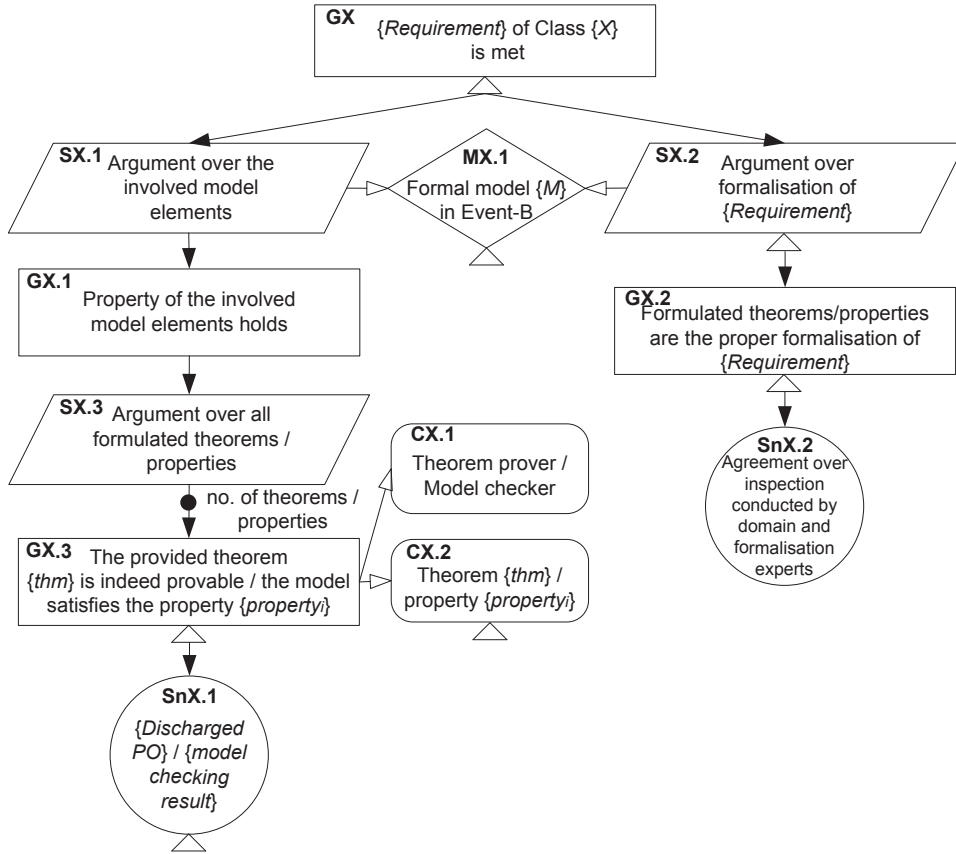 GX
{Requirement} of Class {X}
is met
SX.1
Argument over the
involved model
elements
MX.1
Formal model {M}
in Event-B
SX.2
Argument over
formalisation of
{Requirement}
GX.1
Property of the involved
model elements holds
GX.2
Formulated theorems/properties
are the proper formalisation of
{Requirement}
SX.3
Argument over all
formulated theorems /
properties
no. of theorems /
properties
CX.1
Theorem prover /
Model checker
SnX.2
Agreement over
inspection
conducted by
domain and
formalisation
experts
GX.3
The provided theorem
{thm} is indeed provable / the model
satisfies the property {propertyi}
CX.2
Theorem {thm} /
property {propertyi}
SnX.1
{Discharged
PO} / {model
checking
result}